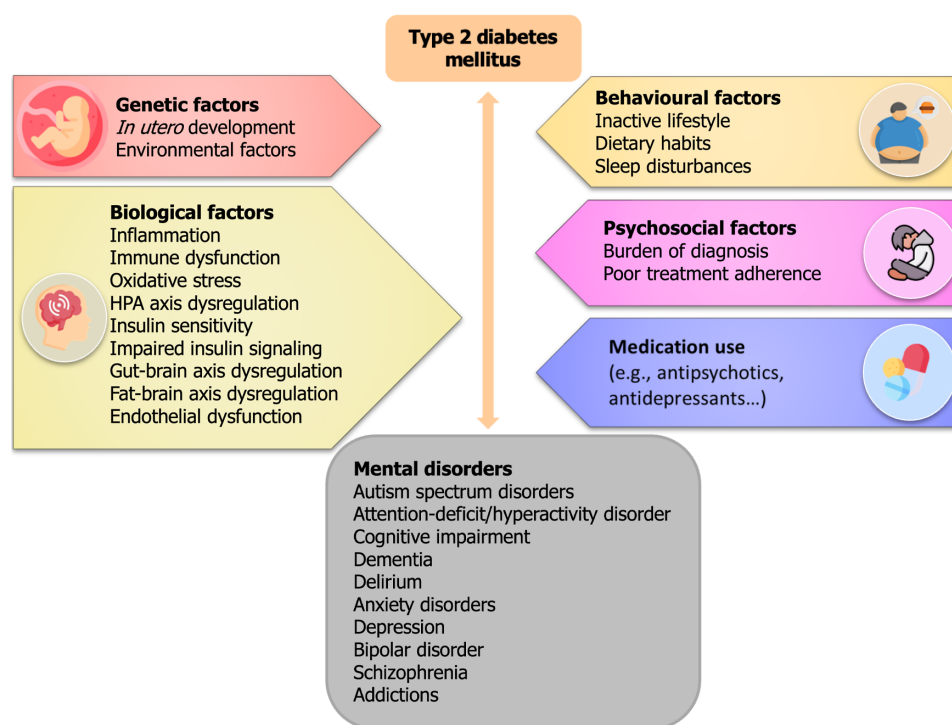 Type 2 diabetes
mellitus
Genetic factors
In utero development
Environmental factors
Biological factors
Inflammation
Immune dysfunction
Oxidative stress
HPA axis dysregulation
Insulin sensitivity
Impaired insulin signaling
Gut-brain axis dysregulation
Fat-brain axis dysregulation
Endothelial dysfunction
Behavioural factors
Inactive lifestyle
Dietary habits
Sleep disturbances
Psychosocial factors
Burden of diagnosis
Poor treatment adherence
Medication use
(e.g., antipsychotics,
antidepressants...)
Mental disorders
Autism spectrum disorders
Attention-deficit/hyperactivity disorder
Cognitive impairment
Dementia
Delirium
Anxiety disorders
Depression
Bipolar disorder
Schizophrenia
Addictions